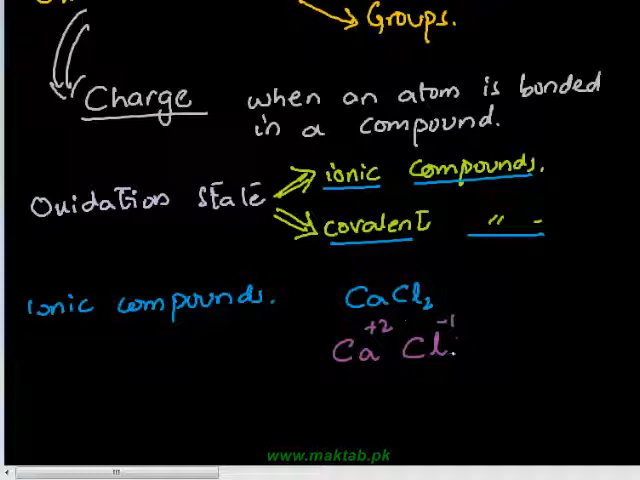 Groups.
Charge when an atom is bonded
in a compound.
Ouidation state
ionic compounds.
covalent " -
ionic compounds. CaCl₂
Ca⁺² Cl⁻¹
www.maktab.pk